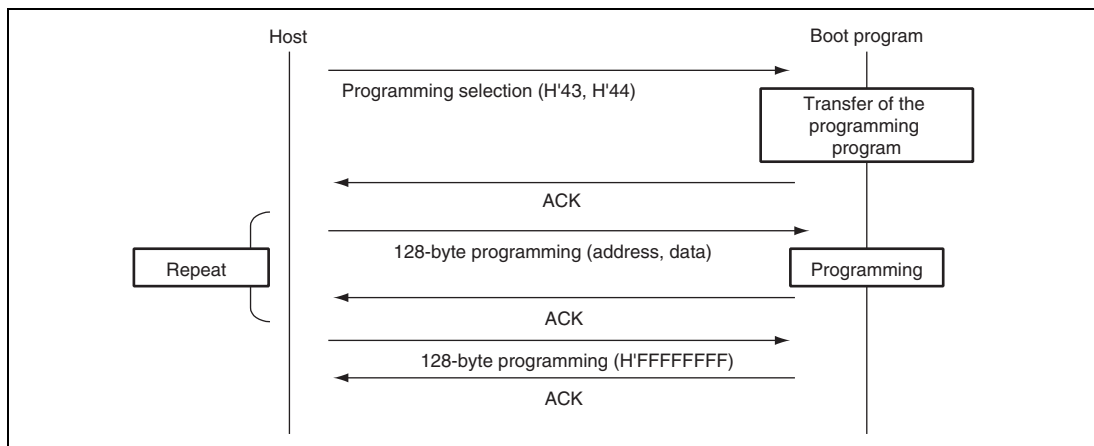 Host
Boot program
Programming selection (H'43, H'44)
Transfer of the
programming
program
ACK
128-byte programming (address, data)
Repeat
Programming
ACK
128-byte programming (H'FFFFFFFF)
ACK